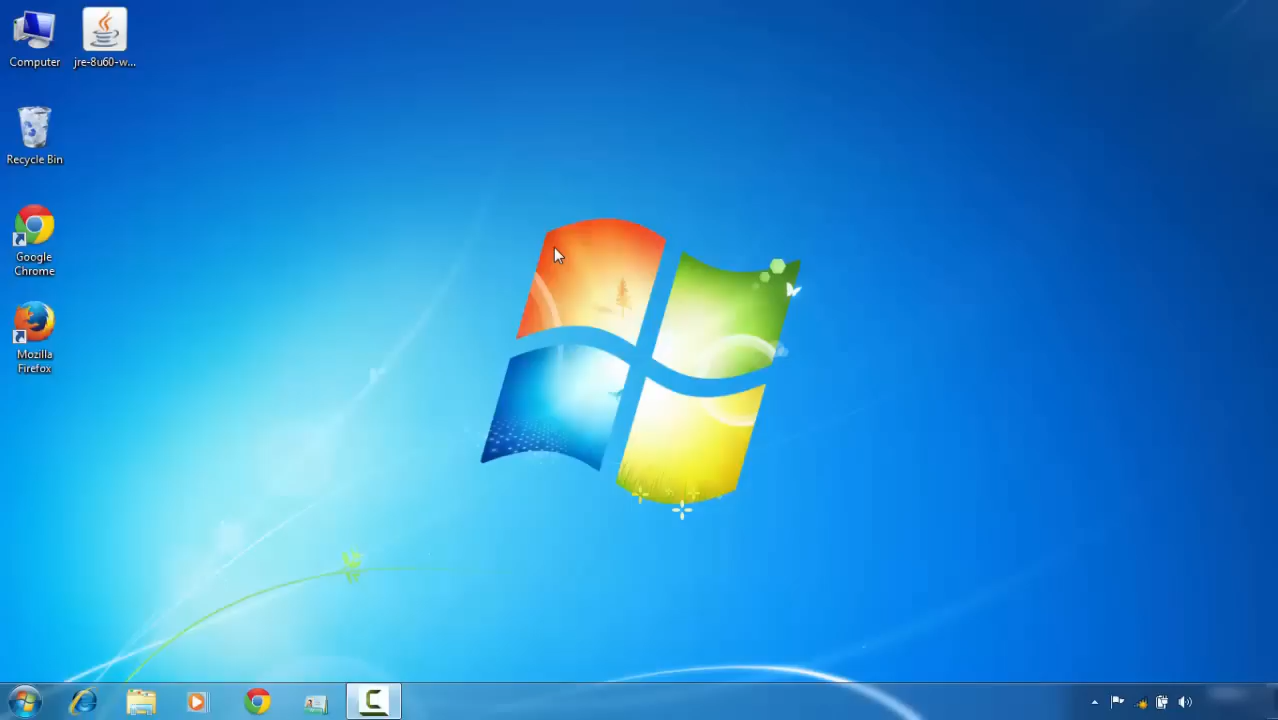 Computer
jre-8u60-w...
Recycle Bin
Google
Chrome
Mozilla
Firefox